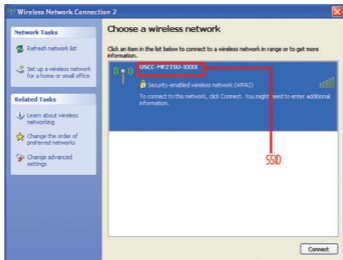 Wireless Network Connection 2
Network Tasks
Refresh network list
Set up a wireless network
for a home or small office
Related Tasks
Learn about wireless
networking
Change the order of
preferred networks
Change advanced
settings
Choose a wireless network
Click an item in the list below to connect to a wireless network in range or to get more
information.
USCC-MF275U-XXXX
Security-enabled wireless network (WPA2)
To connect to this network, click Connect. You might need to enter additional
information.
SSID
Connect